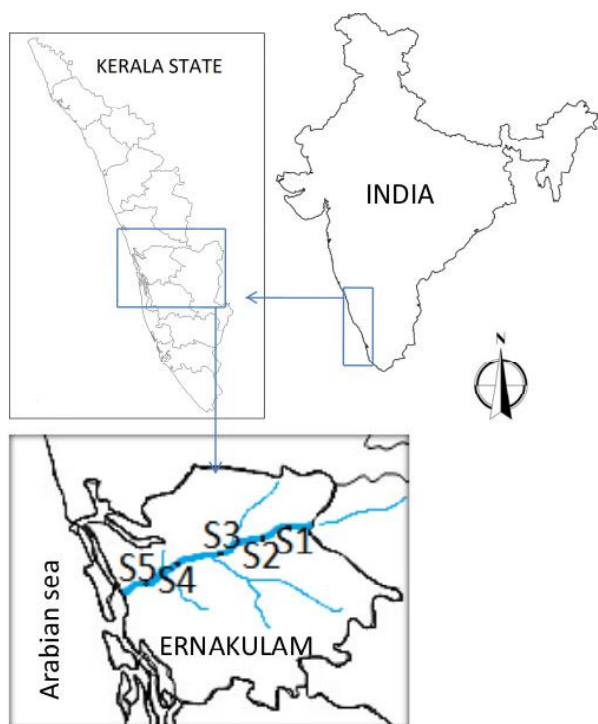 KERALA STATE
INDIA
N
S3
S1
S2
S5
S4
ERNAKULAM
Arabian sea